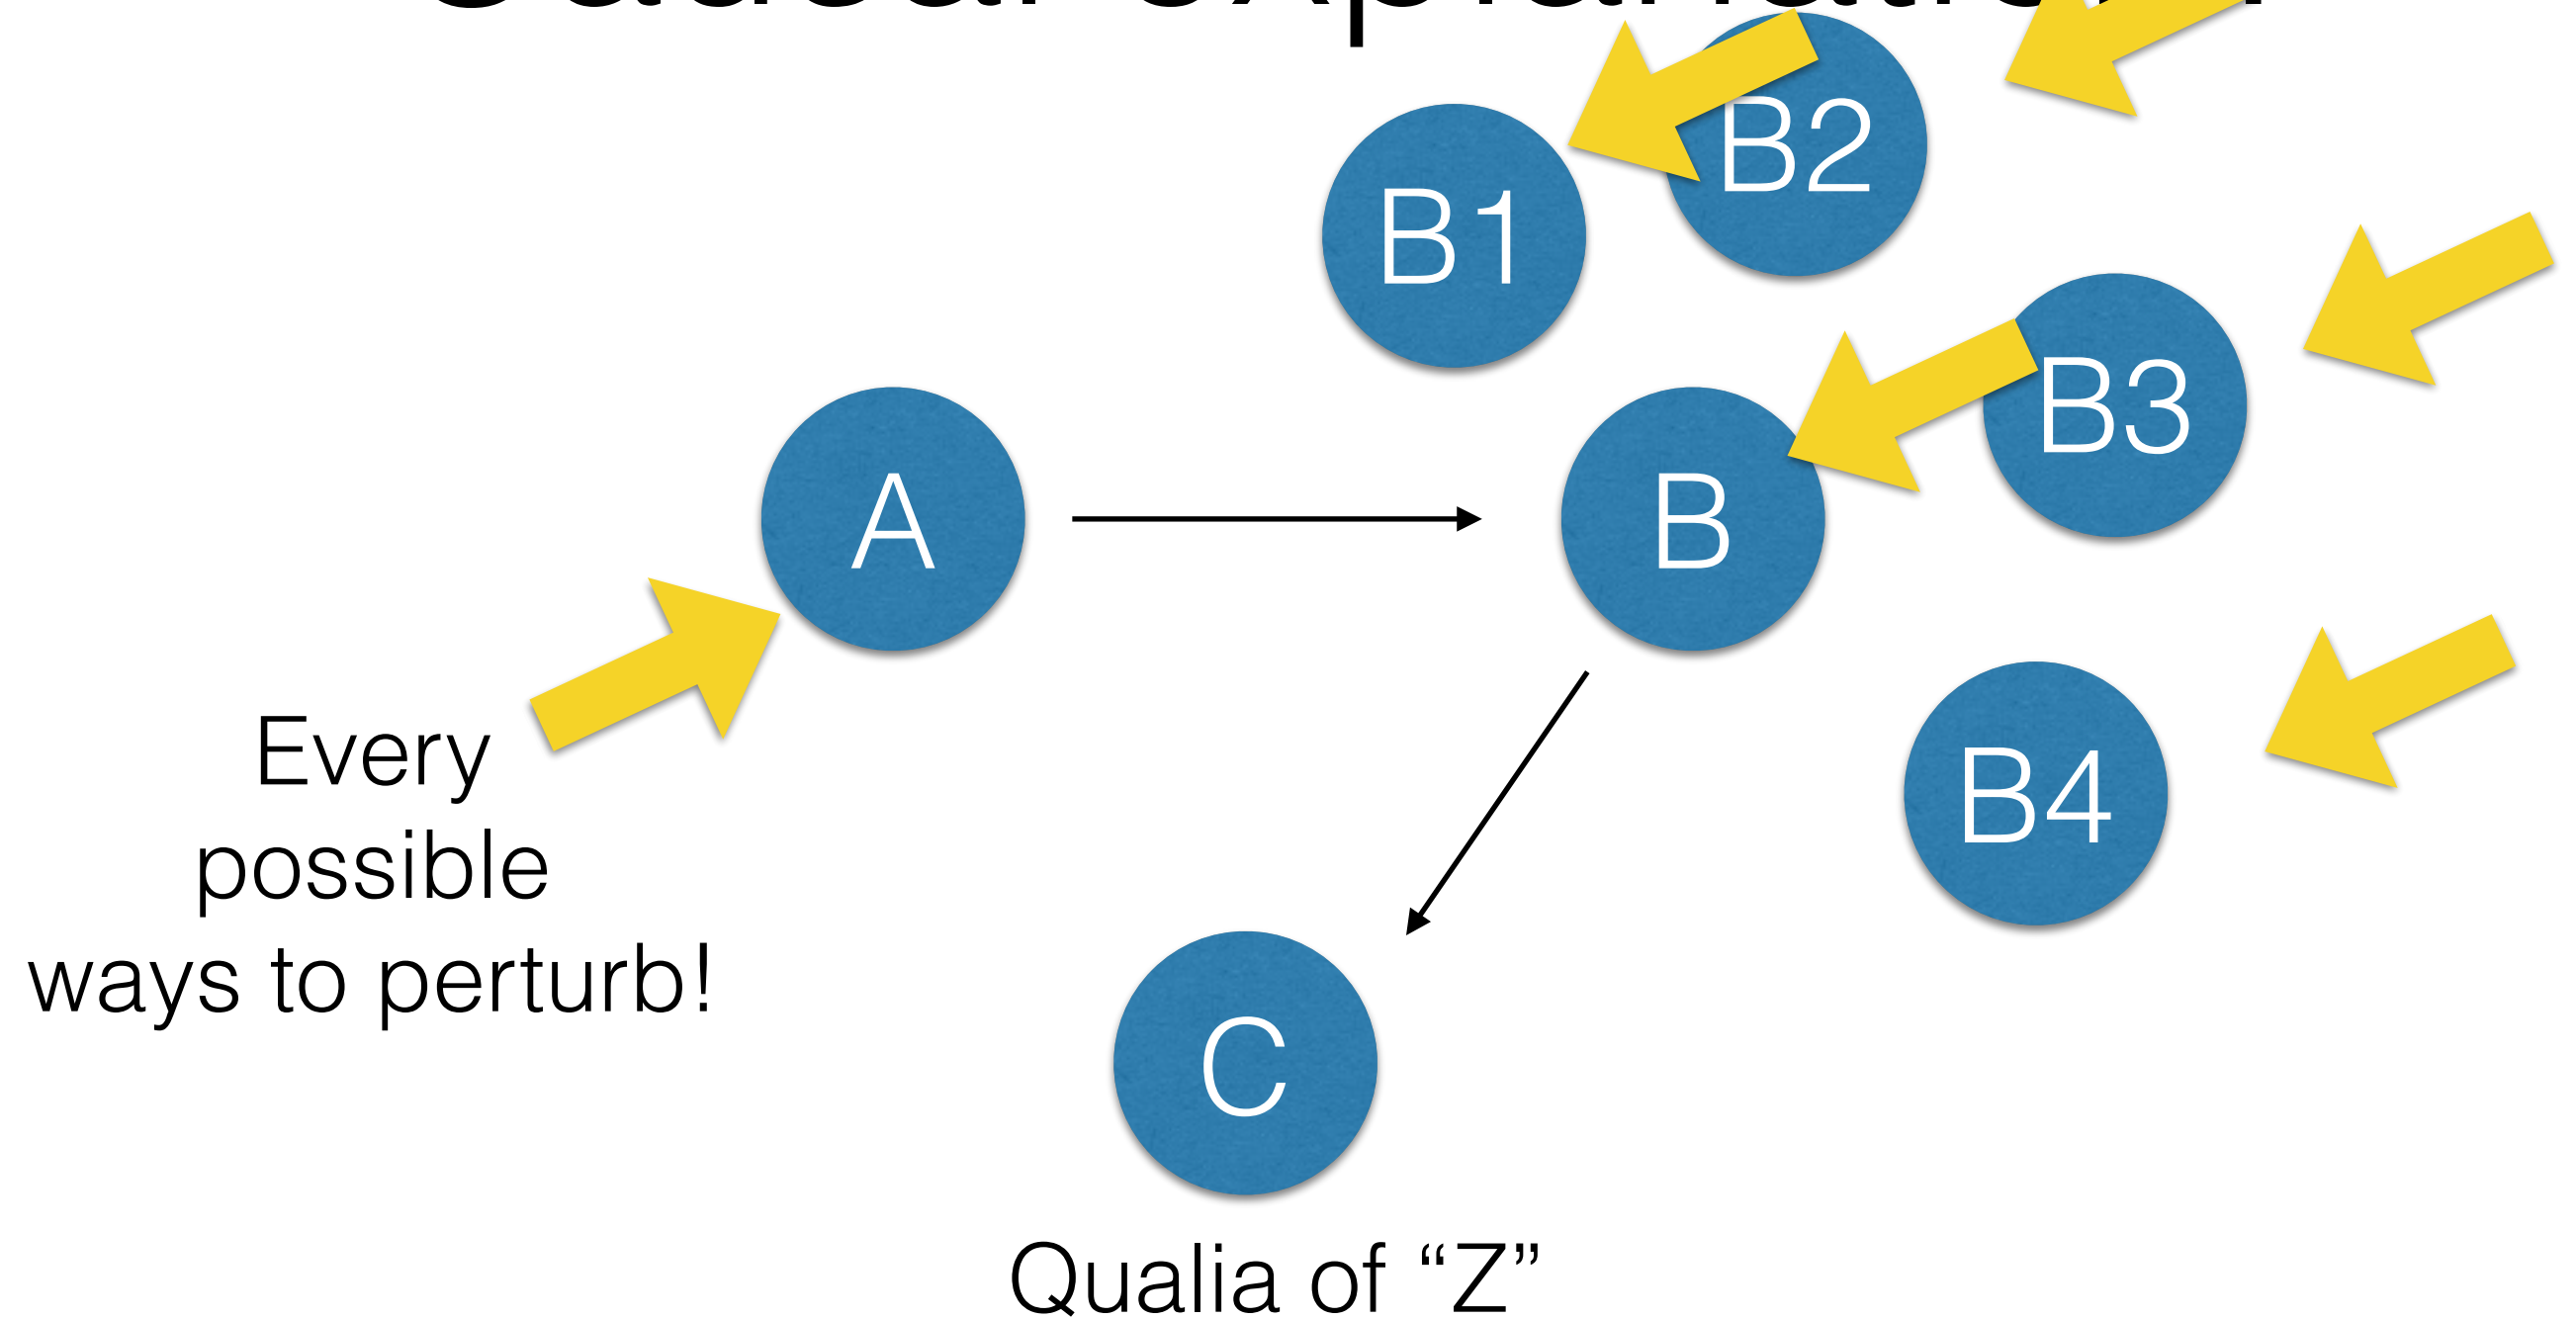 B2
B1
B3
A
B
Every
possible
ways to perturb!
B4
C
Qualia of “Z”